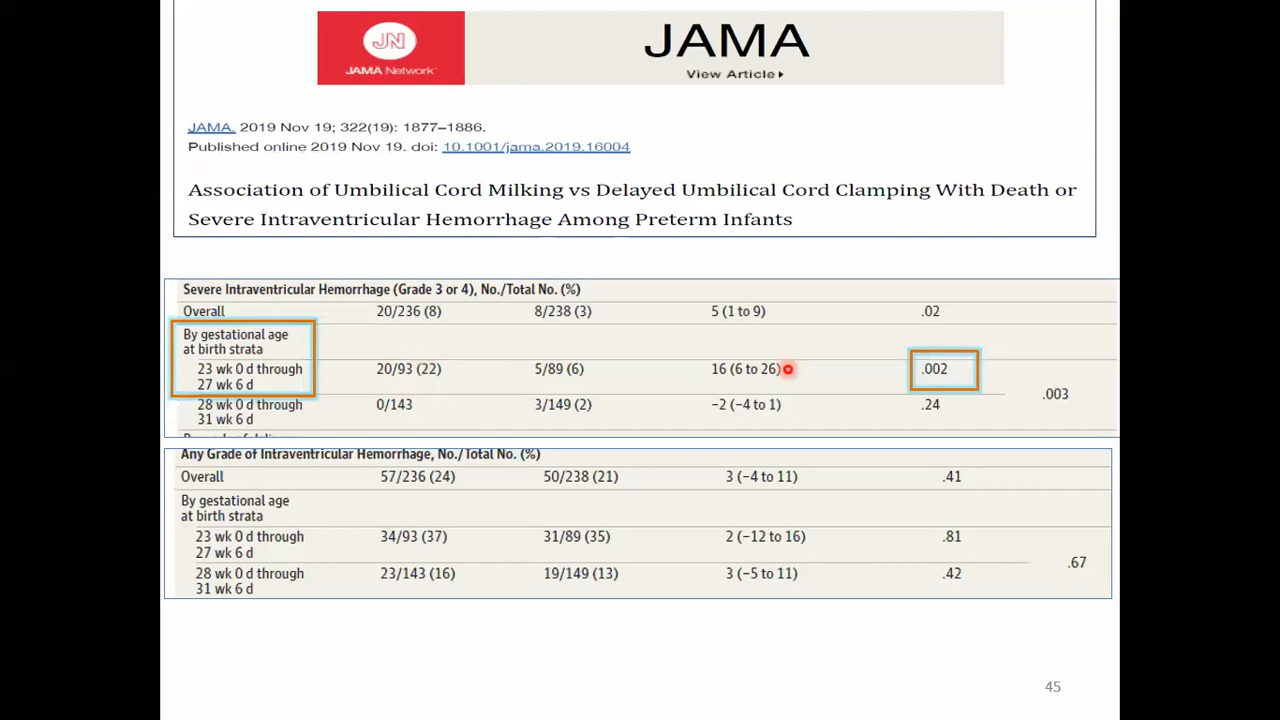 JN
JAMA Network
JAMA
View Article
JAMA. 2019 Nov 19; 322(19): 1877–1886.
Published online 2019 Nov 19. doi: 10.1001/jama.2019.16004
Association of Umbilical Cord Milking vs Delayed Umbilical Cord Clamping With Death or
Severe Intraventricular Hemorrhage Among Preterm Infants
Severe Intraventricular Hemorrhage (Grade 3 or 4), No./Total No. (%)
Overall 20/236 (8) 8/238 (3) 5 (1 to 9) .02
By gestational age
at birth strata
23 wk 0 d through 20/93 (22) 5/89 (6) 16 (6 to 26) .002
27 wk 6 d
.003
28 wk 0 d through 0/143 3/149 (2) −2 (−4 to 1) .24
31 wk 6 d
Any Grade of Intraventricular Hemorrhage, No./Total No. (%)
Overall 57/236 (24) 50/238 (21) 3 (−4 to 11) .41
By gestational age
at birth strata
23 wk 0 d through 34/93 (37) 31/89 (35) 2 (−12 to 16) .81
27 wk 6 d
.67
28 wk 0 d through 23/143 (16) 19/149 (13) 3 (−5 to 11) .42
31 wk 6 d
45